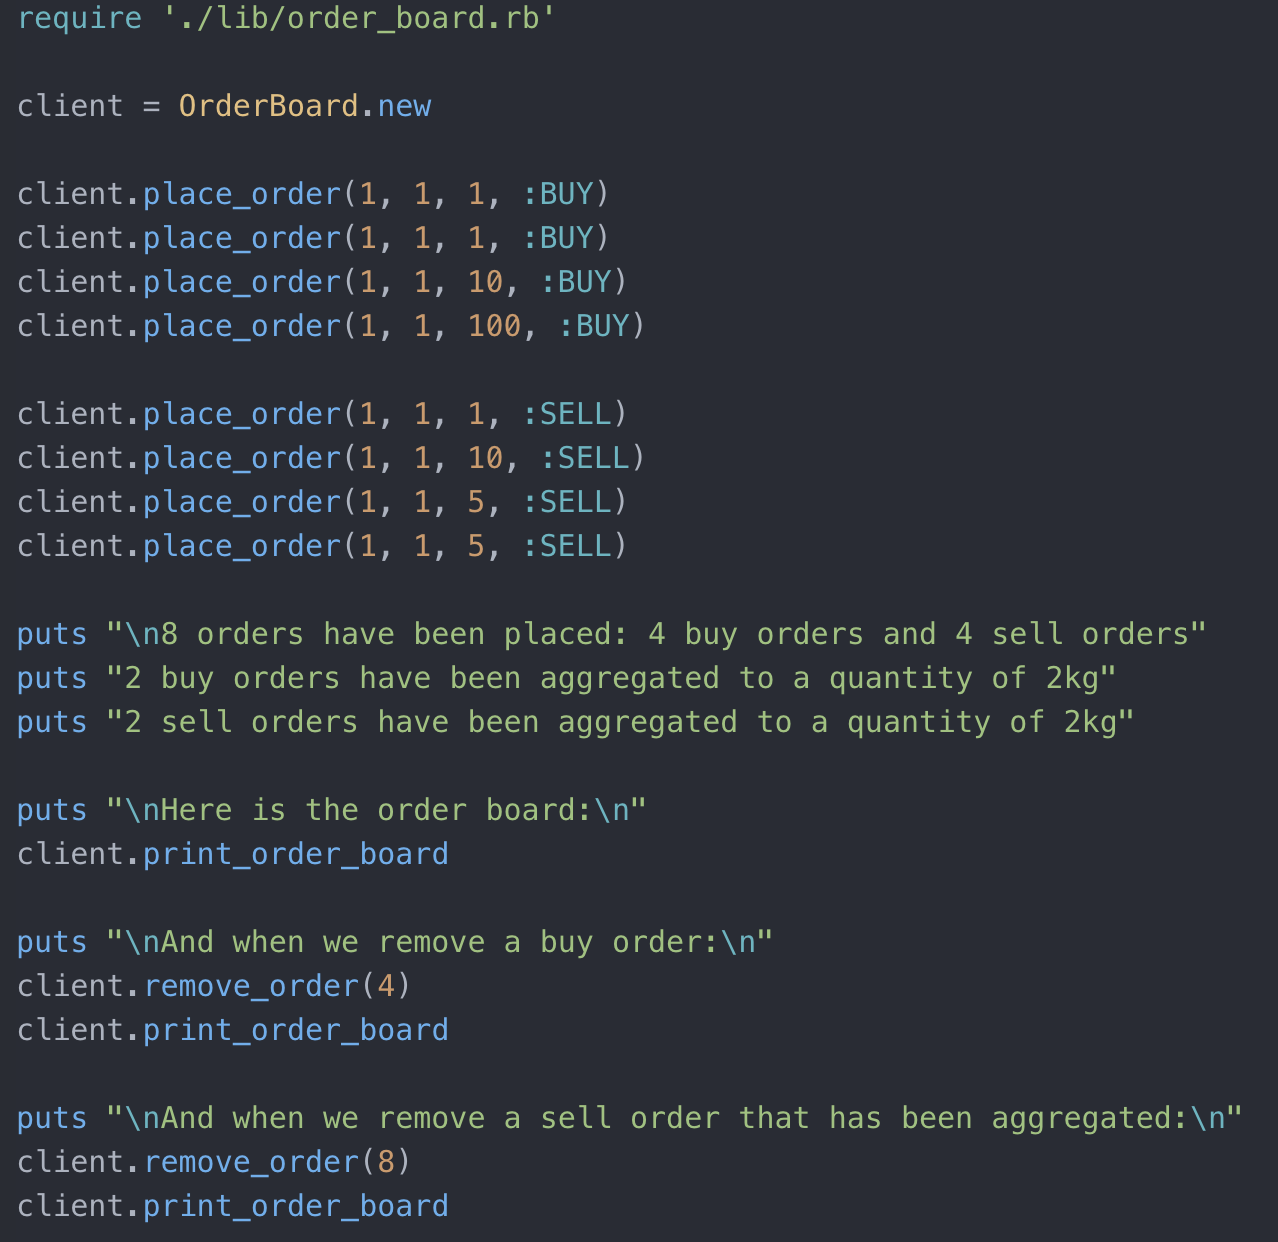 require './lib/order_board.rb'
client = OrderBoard.new
client.place_order(1, 1, 1, :BUY)
client.place_order(1, 1, 1, :BUY)
client.place_order(1, 1, 10, :BUY)
client.place_order(1, 1, 100, :BUY)
client.place_order(1, 1, 1, :SELL)
client.place_order(1, 1, 10, :SELL)
client.place_order(1, 1, 5, :SELL)
client.place_order(1, 1, 5, :SELL)
puts "\n8 orders have been placed: 4 buy orders and 4 sell orders"
puts "2 buy orders have been aggregated to a quantity of 2kg"
puts "2 sell orders have been aggregated to a quantity of 2kg"
puts "\nHere is the order board:\n"
client.print_order_board
puts "\nAnd when we remove a buy order:\n"
client.remove_order(4)
client.print_order_board
puts "\nAnd when we remove a sell order that has been aggregated:\n"
client.remove_order(8)
client.print_order_board